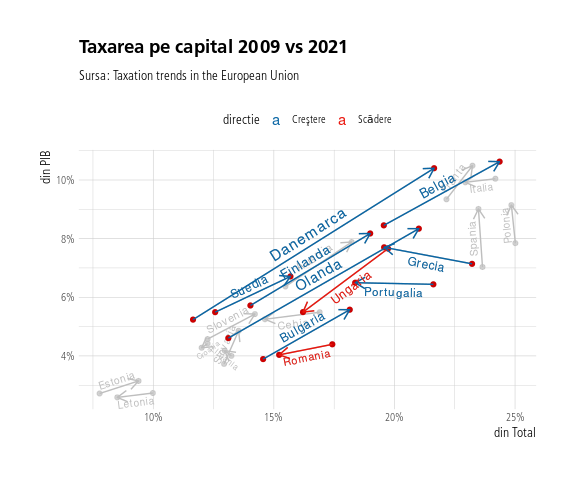 Taxarea pe capital 2009 vs 2021
Sursa: Taxation trends in the European Union
directie a Creștere a Scădere
din PIB
10%
8%
6%
4%
Danemarca
Belgia
Italia
Finlanda
Olanda
Suedia
Ungaria
Grecia
Portugalia
Spania
Polonia
Slovenia
Cehia
Bulgaria
Romania
Estonia
Letonia
10%
15%
20%
25%
din Total